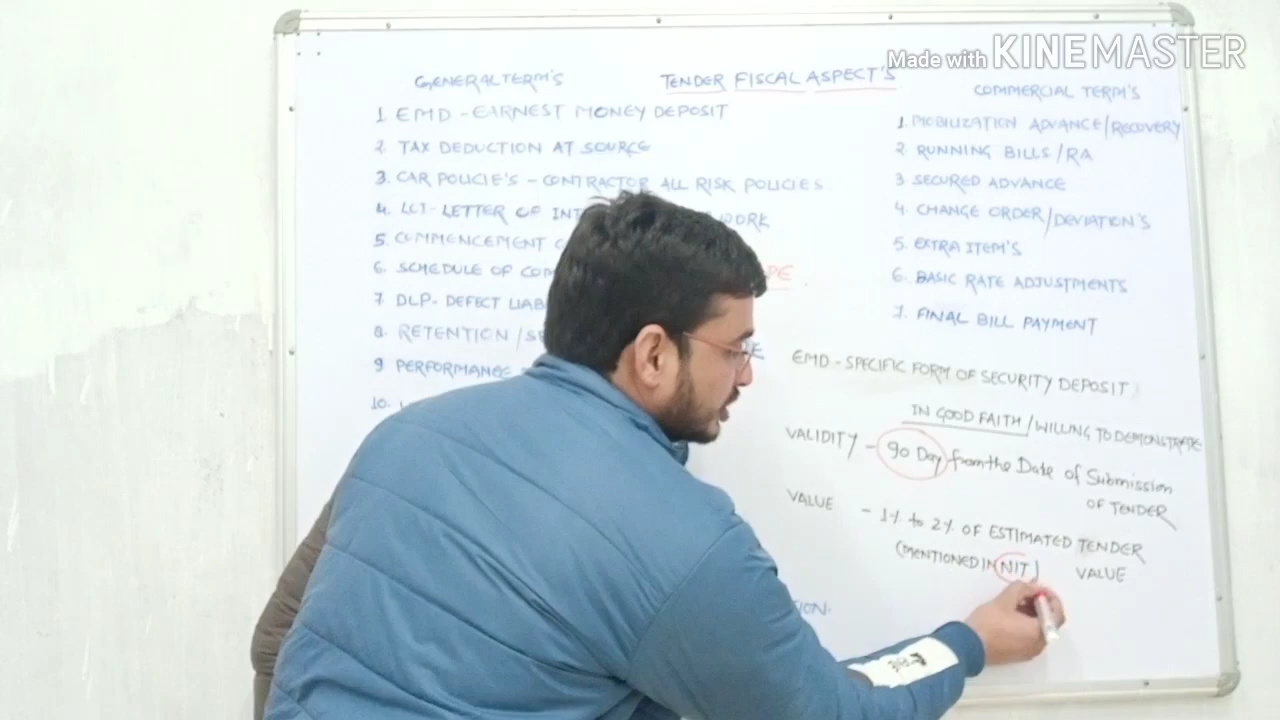 Made with KINEMASTER
GENERAL TERM'S
TENDER FISCAL ASPECT'S
COMMERCIAL TERM'S
1. EMD - EARNEST MONEY DEPOSIT
2. TAX DEDUCTION AT SOURCE
3. CAR POLICIE'S - CONTRACTOR ALL RISK POLICIES
4. LOI - LETTER OF INT WORK
5. COMMENCEMENT
6. SCHEDULE OF
7. DLP - DEFECT
8. RETENTION /
9 PERFORMANCE
10.
1. MOBILIZATION ADVANCE/RECOVERY
2. RUNNING BILLS/RA
3 SECURED ADVANCE
4. CHANGE ORDER/DEVIATION'S
5. EXTRA ITEM'S
6. BASIC RATE ADJUSTMENTS
7. FINAL BILL PAYMENT
EMD - SPECIFIC FORM OF SECURITY DEPOSIT
IN GOOD FAITH / WILLING TO DEMONSTRATE
VALIDITY - 90 Day from the Date of Submission
OF TENDER
VALUE - 1% to 2% OF ESTIMATED TENDER
(MENTIONED IN NIT) VALUE
TION.